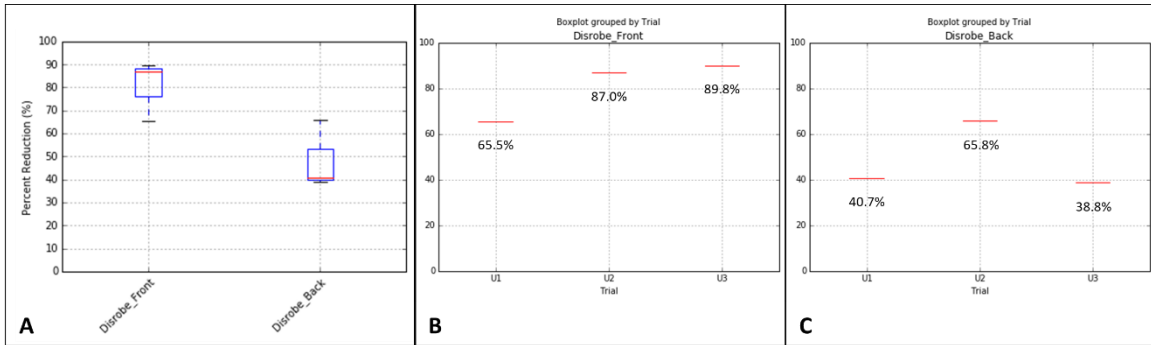 100
90
80
70
60
50
40
30
20
10
0
Percent Reduction (%)
Disrobe_Front
Disrobe_Back
A
Boxplot grouped by Trial
Disrobe_Front
100
80
60
40
20
0
65.5%
87.0%
89.8%
U1
U2
U3
Trial
B
Boxplot grouped by Trial
Disrobe_Back
100
80
60
40
20
0
40.7%
65.8%
38.8%
U1
U2
U3
Trial
C